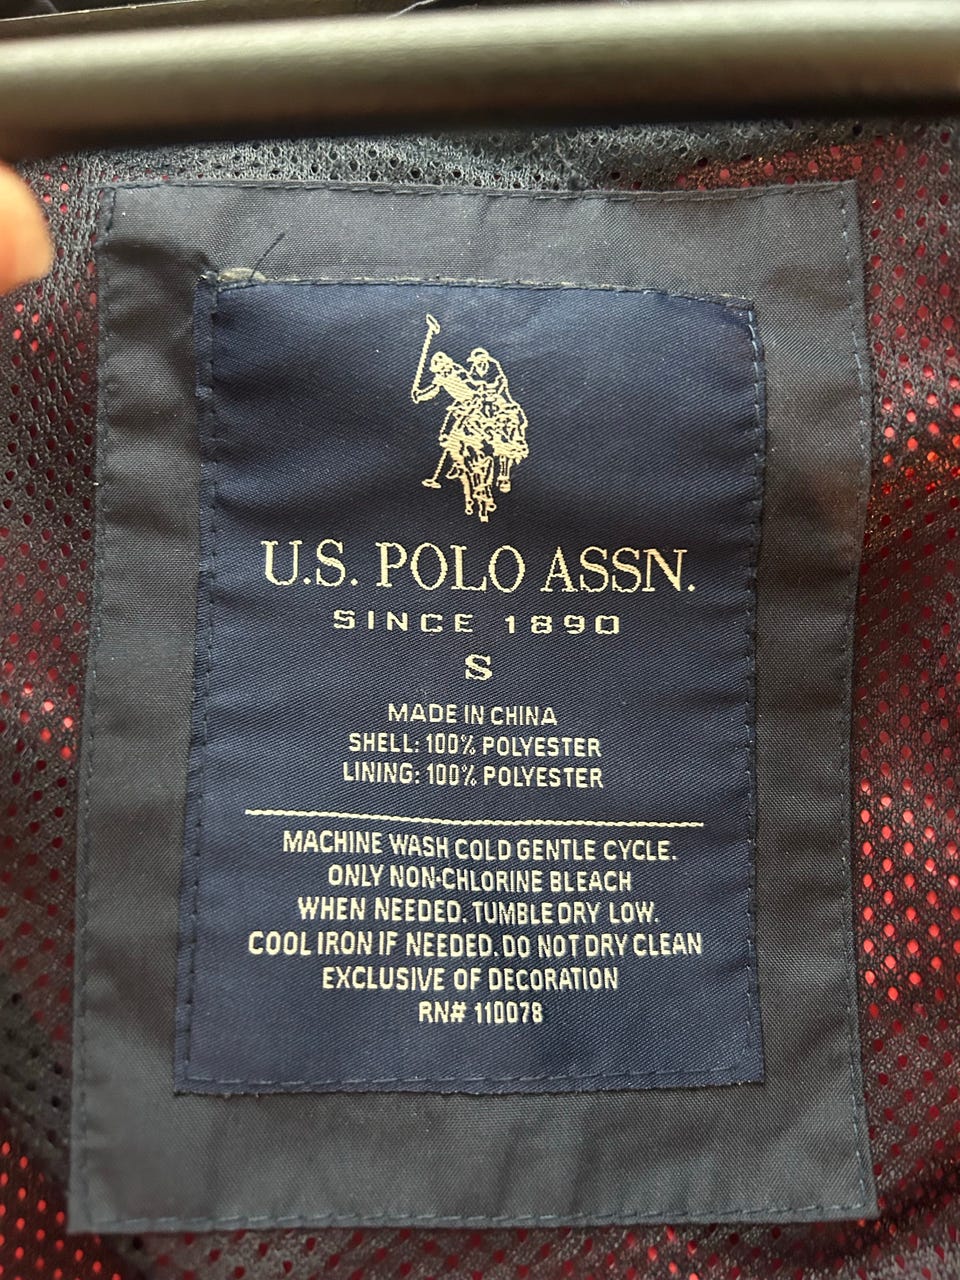 U.S. POLO ASSN.
SINCE 1890
S
MADE IN CHINA
SHELL: 100% POLYESTER
LINING: 100% POLYESTER
MACHINE WASH COLD GENTLE CYCLE.
ONLY NON-CHLORINE BLEACH
WHEN NEEDED. TUMBLE DRY LOW.
COOL IRON IF NEEDED. DO NOT DRY CLEAN
EXCLUSIVE OF DECORATION
RN# 110078